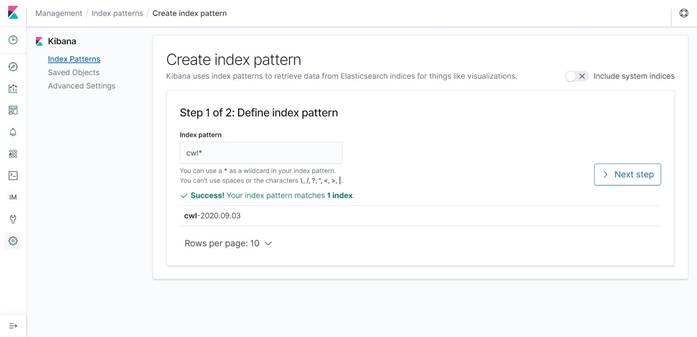 Management / Index patterns / Create index pattern
Kibana
Index Patterns
Saved Objects
Advanced Settings
Create index pattern
Kibana uses index patterns to retrieve data from Elasticsearch indices for things like visualizations.
Include system indices
Step 1 of 2: Define index pattern
Index pattern
cwl*
You can use a * as a wildcard in your index pattern.
You can't use spaces or the characters \, /, ?, ", <, >, |.
Next step
Success! Your index pattern matches 1 index.
cwl-2020.09.03
Rows per page: 10
IM